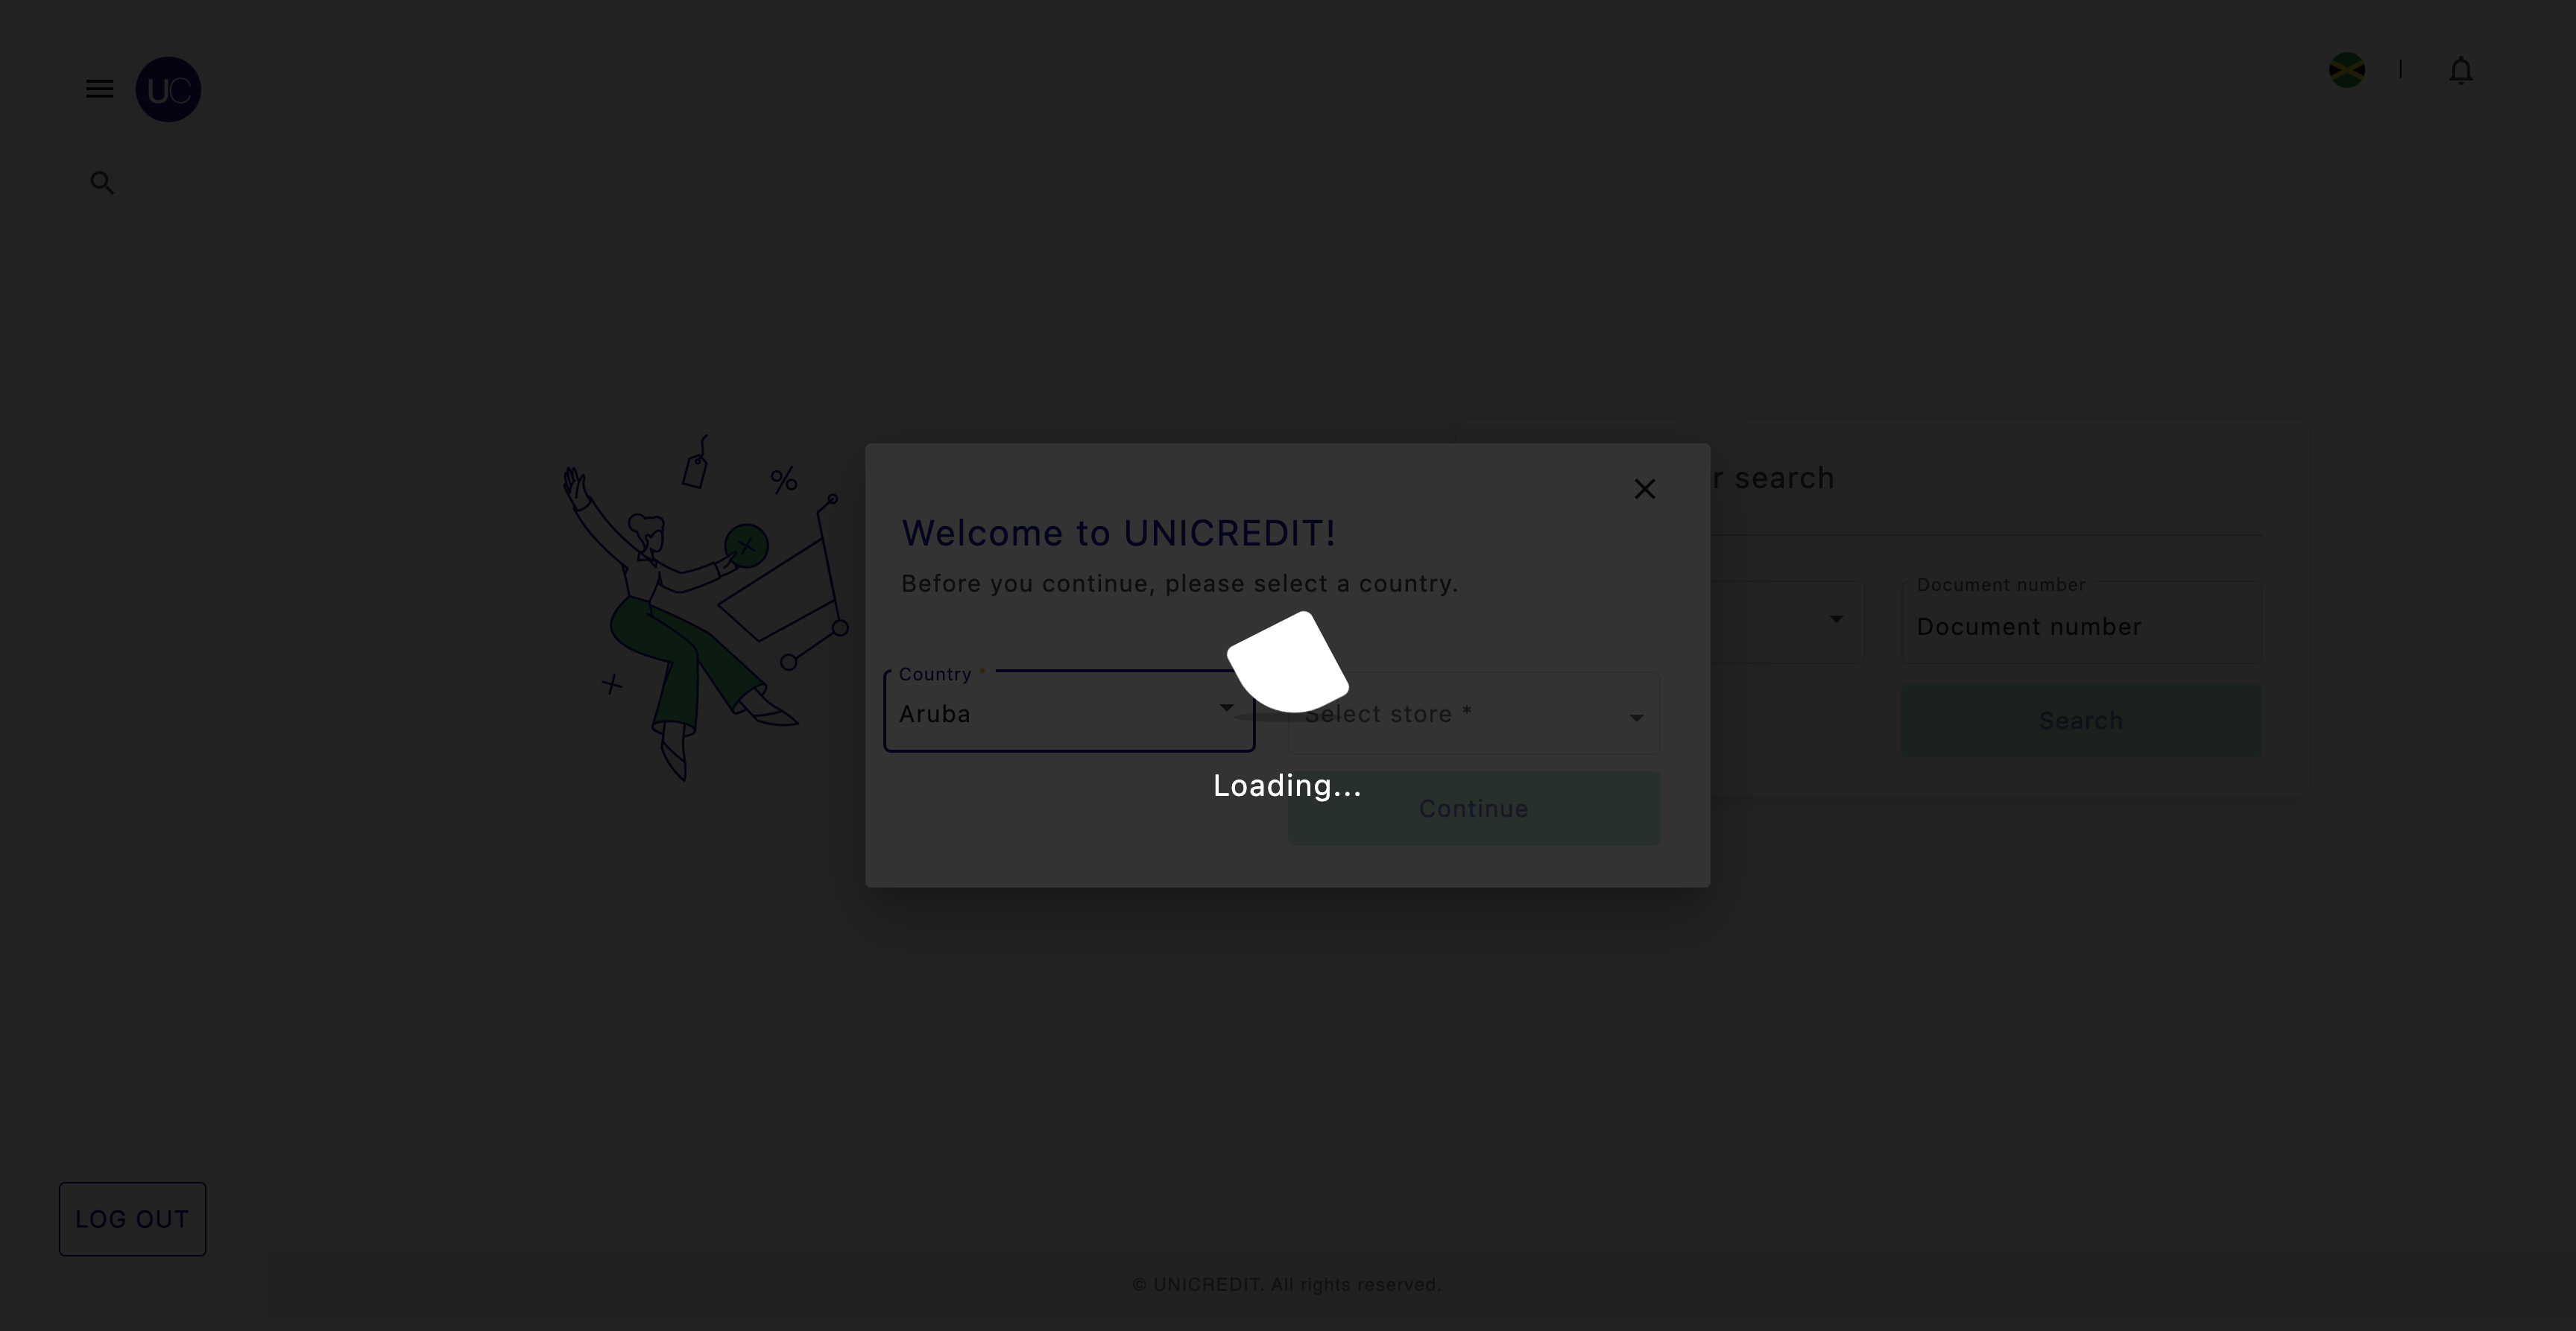 UC
r search
Welcome to UNICREDIT!
Before you continue, please select a country.
Document number
Document number
Country *
Aruba
Select store *
Search
Loading...
Continue
LOG OUT
© UNICREDIT. All rights reserved.